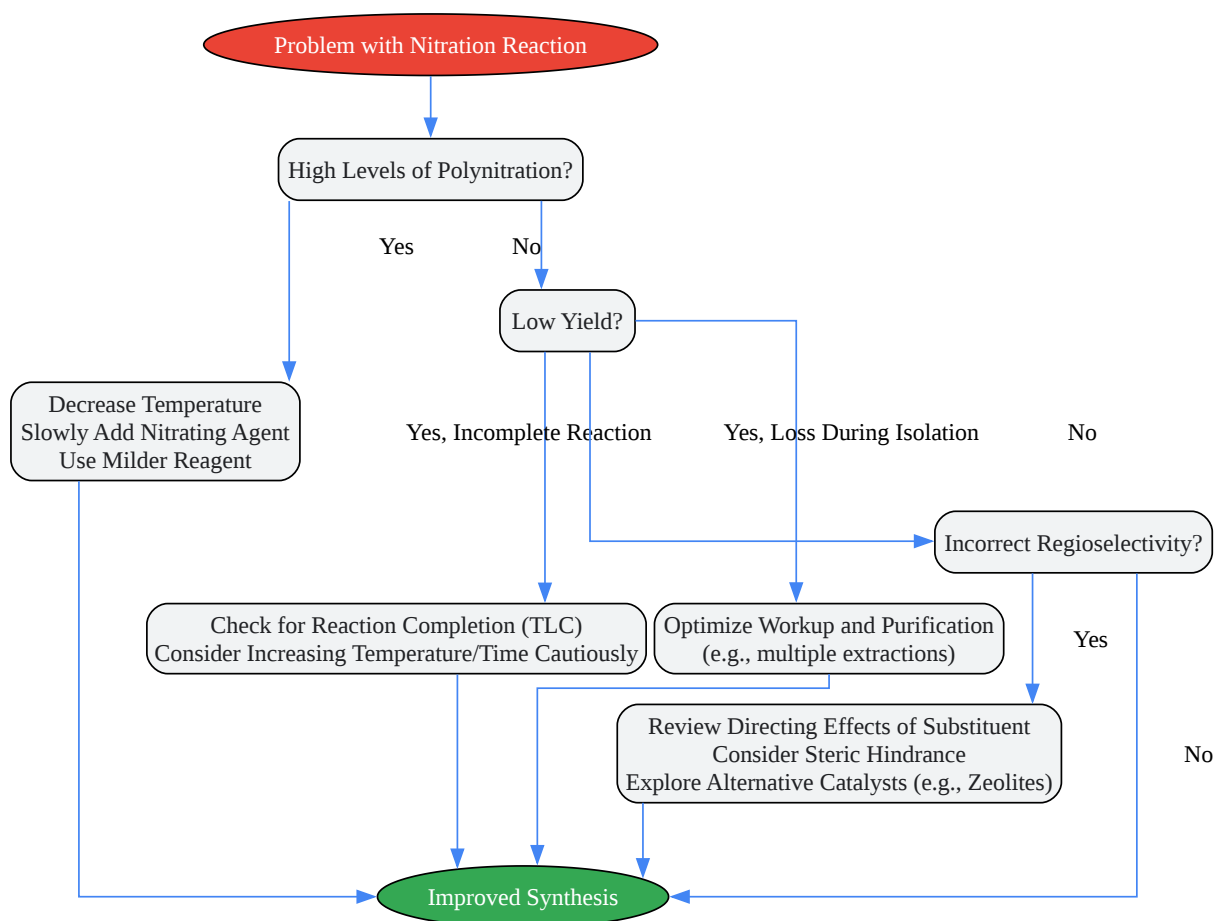 Problem with Nitration Reaction
High Levels of Polynitration?
Yes
No
Low Yield?
Decrease Temperature
Slowly Add Nitrating Agent
Use Milder Reagent
Yes, Incomplete Reaction
Yes, Loss During Isolation
No
Incorrect Regioselectivity?
Check for Reaction Completion (TLC)
Consider Increasing Temperature/Time Cautiously
Optimize Workup and Purification
(e.g., multiple extractions)
Yes
Review Directing Effects of Substituent
Consider Steric Hindrance
Explore Alternative Catalysts (e.g., Zeolites)
No
Improved Synthesis